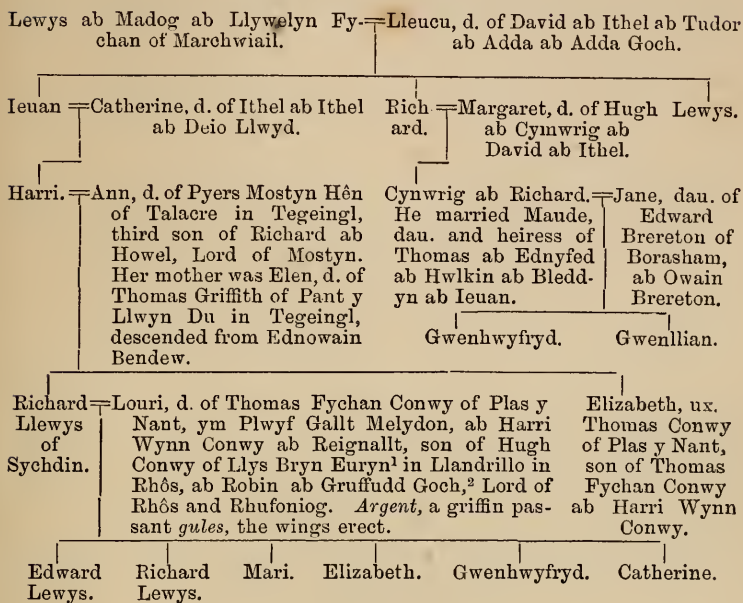 Lewys ab Madog ab Llywelyn Fy-
chan of Marchwiail.
Lleucu, d. of David ab Ithel ab Tudor
ab Adda ab Adda Goch.
Ieuan
Catherine, d. of Ithel ab Ithel
ab Deio Llwyd.
Rich
ard.
Margaret, d. of Hugh
ab Cymwrig ab
David ab Ithel.
Lewys.
Harri.
Ann, d. of Pyers Mostyn Hên
of Talacre in Tegeingl,
third son of Richard ab
Howel, Lord of Mostyn.
Her mother was Elen, d. of
Thomas Griffith of Pant y
Llwyn Du in Tegeingl,
descended from Ednowain
Bendew.
Cynwrig ab Richard.
He married Maude,
dau. and heiress of
Thomas ab Ednyfed
ab Hwlkin ab Bledd-
yn ab Ieuan.
Jane, dau. of
Edward
Brereton of
Borasham,
ab Owain
Brereton.
Gwenhwyfryd.
Gwenllian.
Richard
Llewys
of
Sychdin.
Louri, d. of Thomas Fychan Conwy of Plas y
Nant, ym Plwyf Gallt Melydon, ab Harri
Wynn Conwy ab Reignallt, son of Hugh
Conwy of Llys Bryn Euryn¹ in Llandrillo in
Rhôs, ab Robin ab Gruffudd Goch,² Lord of
Rhôs and Rhufoniog. Argent, a griffin pas-
sant gules, the wings erect.
Elizabeth, ux.
Thomas Conwy
of Plas y Nant,
son of Thomas
Fychan Conwy
ab Harri Wynn
Conwy.
Edward
Lewys.
Richard
Lewys.
Mari.
Elizabeth.
Gwenhwyfryd.
Catherine.